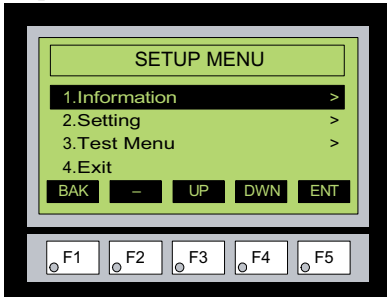 SETUP MENU
1.Information >
2.Setting >
3.Test Menu >
4.Exit
BAK – UP DWN ENT
F1 F2 F3 F4 F5